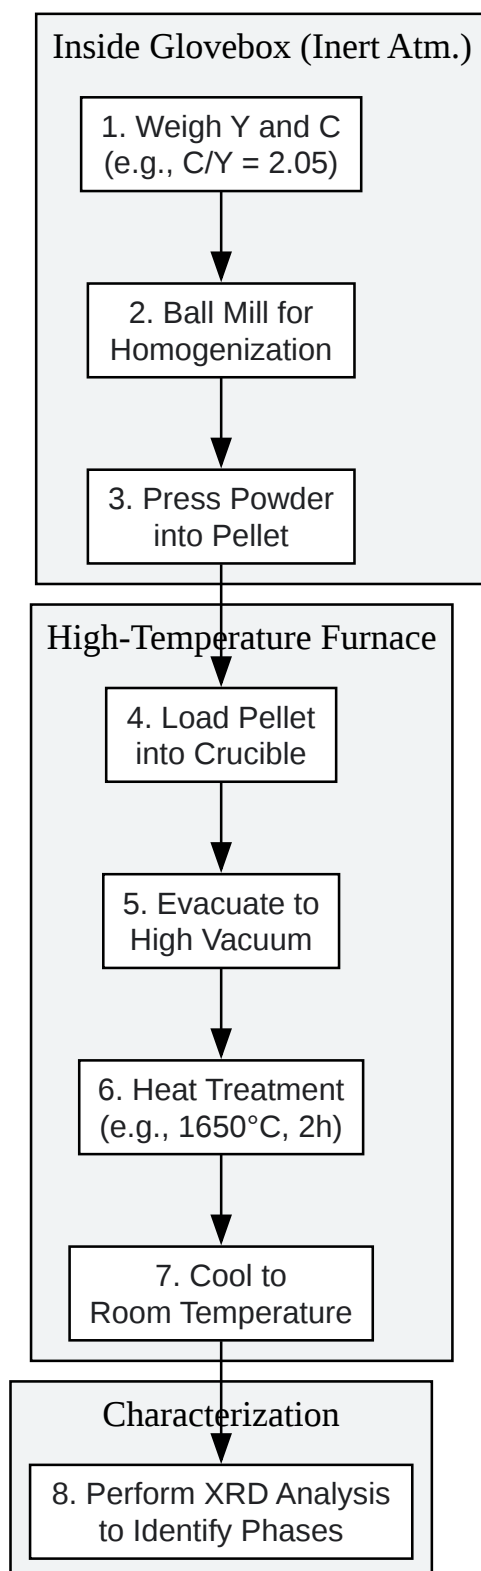 Inside Glovebox (Inert Atm.)
1. Weigh Y and C
(e.g., C/Y = 2.05)
2. Ball Mill for
Homogenization
3. Press Powder
into Pellet
High-Temperature Furnace
4. Load Pellet
into Crucible
5. Evacuate to
High Vacuum
6. Heat Treatment
(e.g., 1650°C, 2h)
7. Cool to
Room Temperature
Characterization
8. Perform XRD Analysis
to Identify Phases